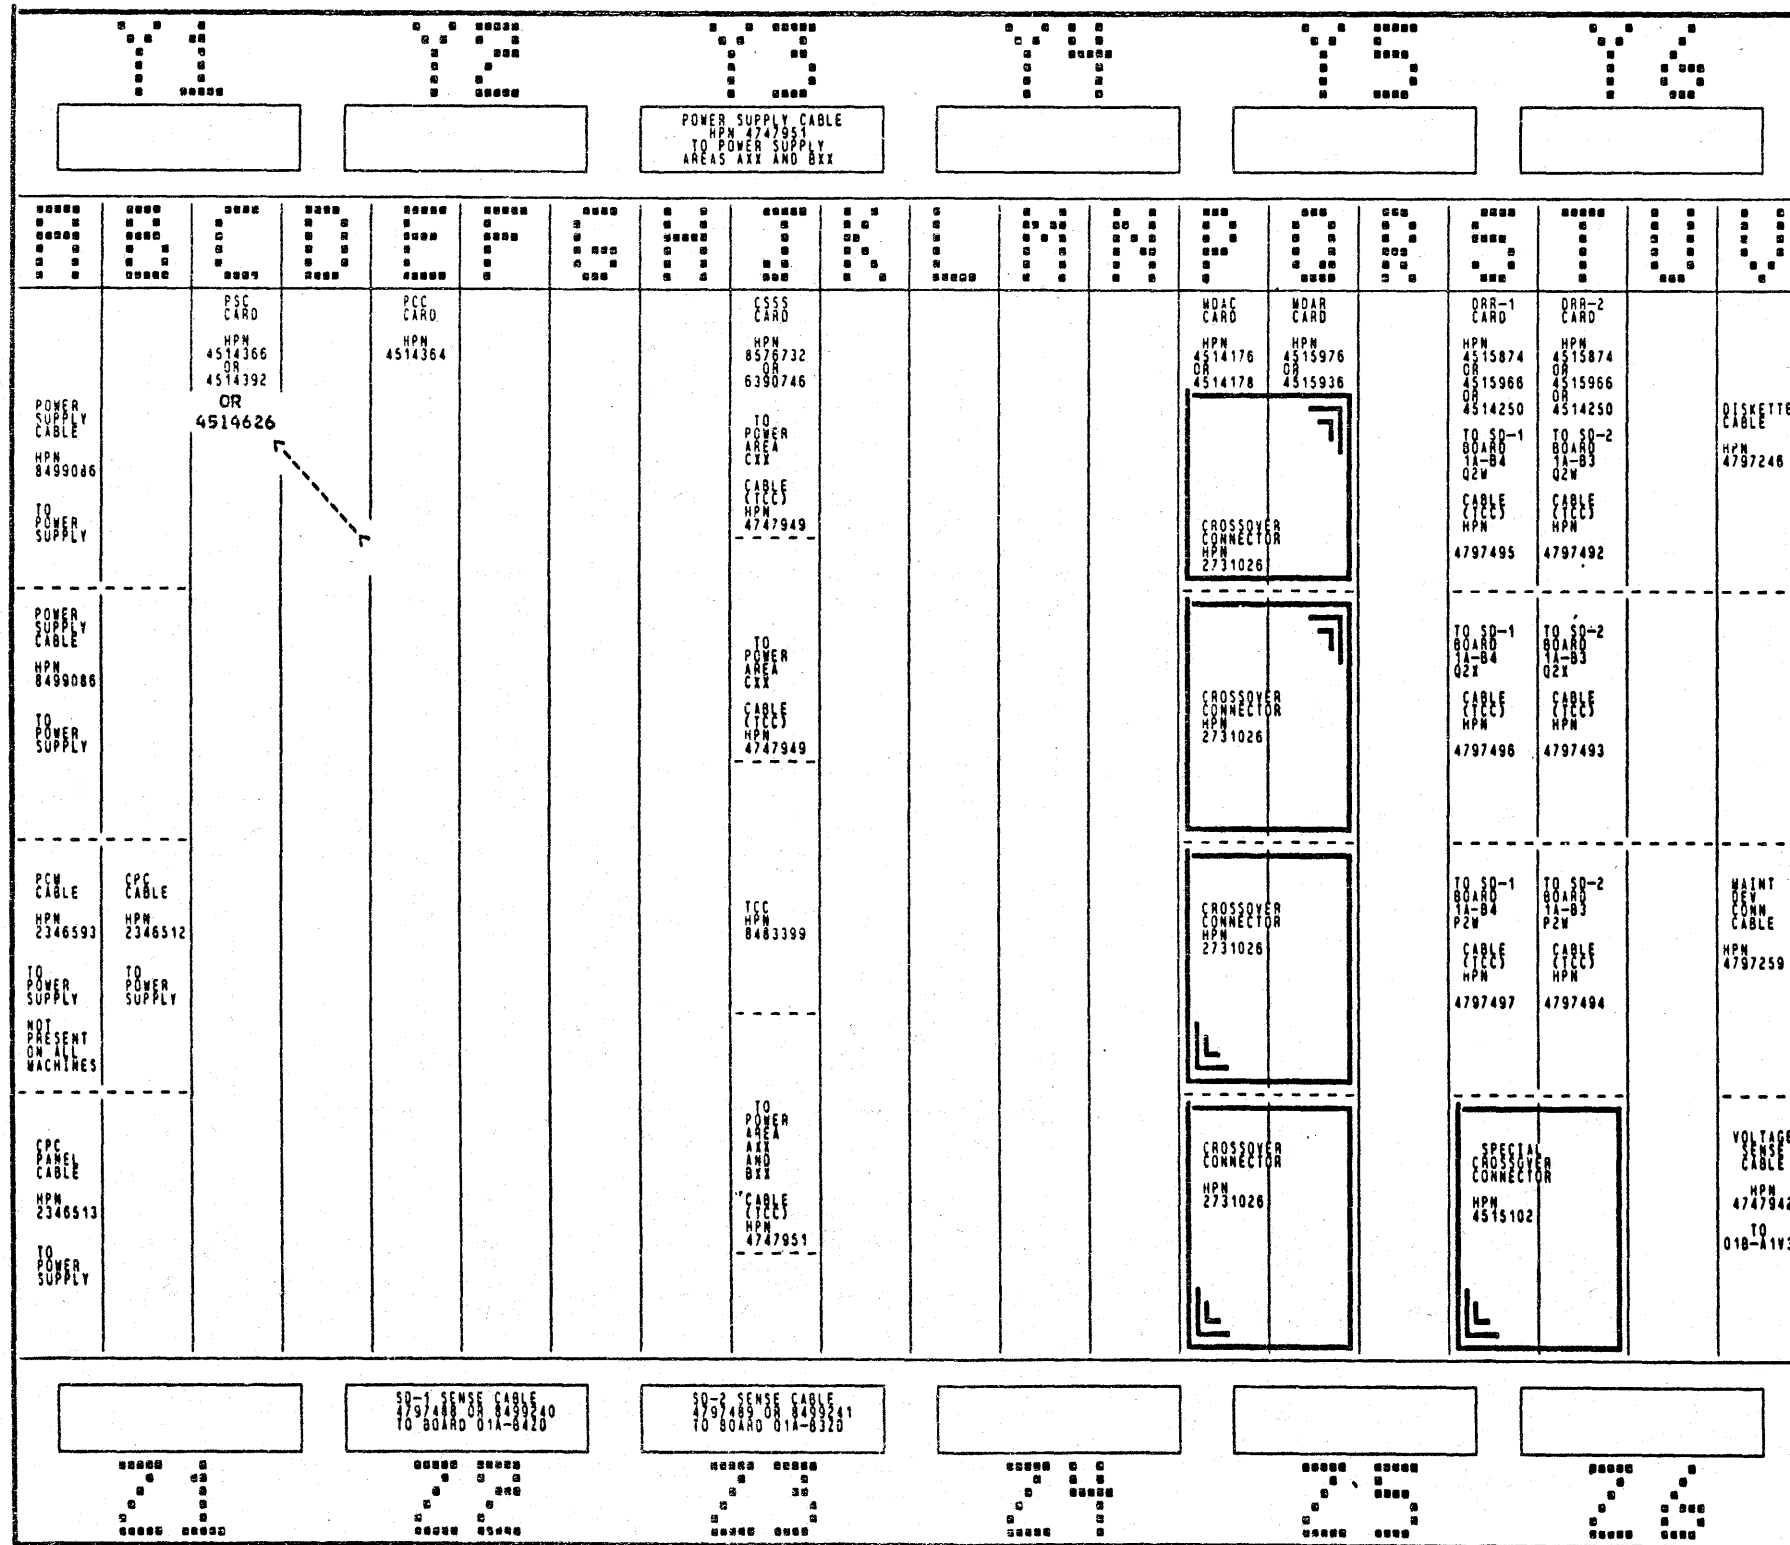 Y1 Y2 Y3 Y4 Y5 Y6
POWER SUPPLY CABLE
HPN 4747951
TO POWER SUPPLY
AREAS AXX AND BXX
A B C D E F G H J K L M N P Q R S T U V
POWER
SUPPLY
CABLE
HPN
8499086
TO
POWER
SUPPLY
POWER
SUPPLY
CABLE
HPN
8499086
TO
POWER
SUPPLY
PCW
CABLE
HPN
2346593
TO
POWER
SUPPLY
NOT
PRESENT
ON ALL
MACHINES
CPC
PANEL
CABLE
HPN
2346513
TO
POWER
SUPPLY
CPC
CABLE
HPN
2346512
TO
POWER
SUPPLY
PSC
CARD
HPN
4514366
OR
4514392
OR
4514626
PCC
CARD
HPN
4514364
CSSS
CARD
HPN
8576732
OR
6390746
TO
POWER
AREA
CXX
CABLE
(TCC)
HPN
4747949
TO
POWER
AREA
CXX
CABLE
(TCC)
HPN
4747949
TCC
HPN
8483399
TO
POWER
AREA
AXX
AND
BXX
CABLE
(TCC)
HPN
4747951
MDAC
CARD
HPN
4514176
OR
4514178
MDAR
CARD
HPN
4515976
OR
4515936
CROSSOVER
CONNECTOR
HPN
2731026
CROSSOVER
CONNECTOR
HPN
2731026
CROSSOVER
CONNECTOR
HPN
2731026
CROSSOVER
CONNECTOR
HPN
2731026
DRR-1
CARD
HPN
4515874
OR
4515966
OR
4514250
TO SD-1
BOARD
1A-B4
Q2W
CABLE
(TCC)
HPN
4797495
TO SD-1
BOARD
1A-B4
Q2X
CABLE
(TCC)
HPN
4797496
TO SD-1
BOARD
1A-B4
P2W
CABLE
(TCC)
HPN
4797497
DRR-2
CARD
HPN
4515874
OR
4515966
OR
4514250
TO SD-2
BOARD
1A-B3
Q2W
CABLE
(TCC)
HPN
4797492
TO SD-2
BOARD
1A-B3
Q2X
CABLE
(TCC)
HPN
4797493
TO SD-2
BOARD
1A-B3
P2W
CABLE
(TCC)
HPN
4797494
SPECIAL
CROSSOVER
CONNECTOR
HPN
4515102
DISKETTE
CABLE
HPN
4797246
MAINT
DEV
CONN
CABLE
HPN
4797259
VOLTAGE
SENSE
CABLE
HPN
4747942
TO
01B-A1V3
SD-1 SENSE CABLE
4797488 OR 8499240
TO BOARD 01A-B42D
SD-2 SENSE CABLE
4797489 OR 8499241
TO BOARD 01A-B32D
Z1 Z2 Z3 Z4 Z5 Z6